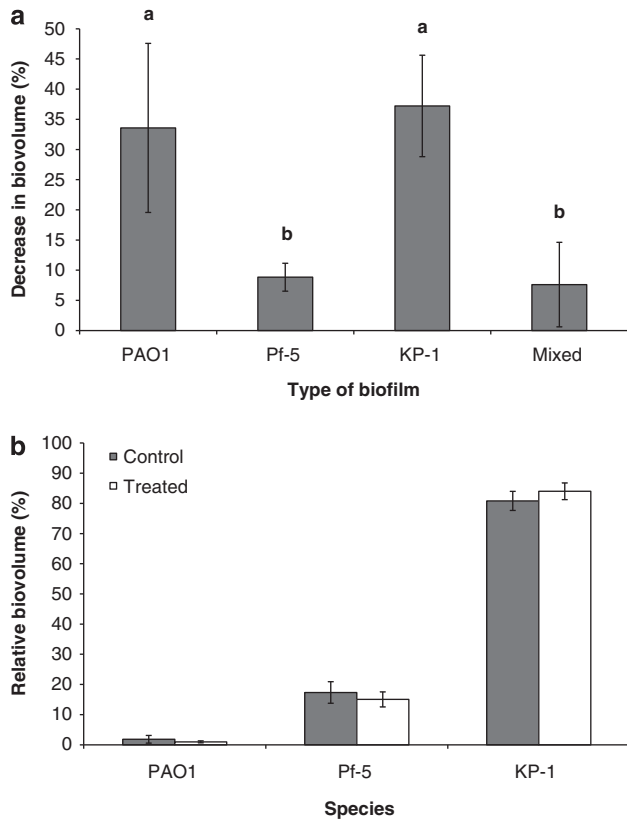 a
Decrease in biovolume (%)
50
45
40
35
30
25
20
15
10
5
0
a
b
a
b
PAO1 Pf-5 KP-1 Mixed
Type of biofilm
b
Relative biovolume (%)
100
90
80
70
60
50
40
30
20
10
0
Control
Treated
PAO1 Pf-5 KP-1
Species